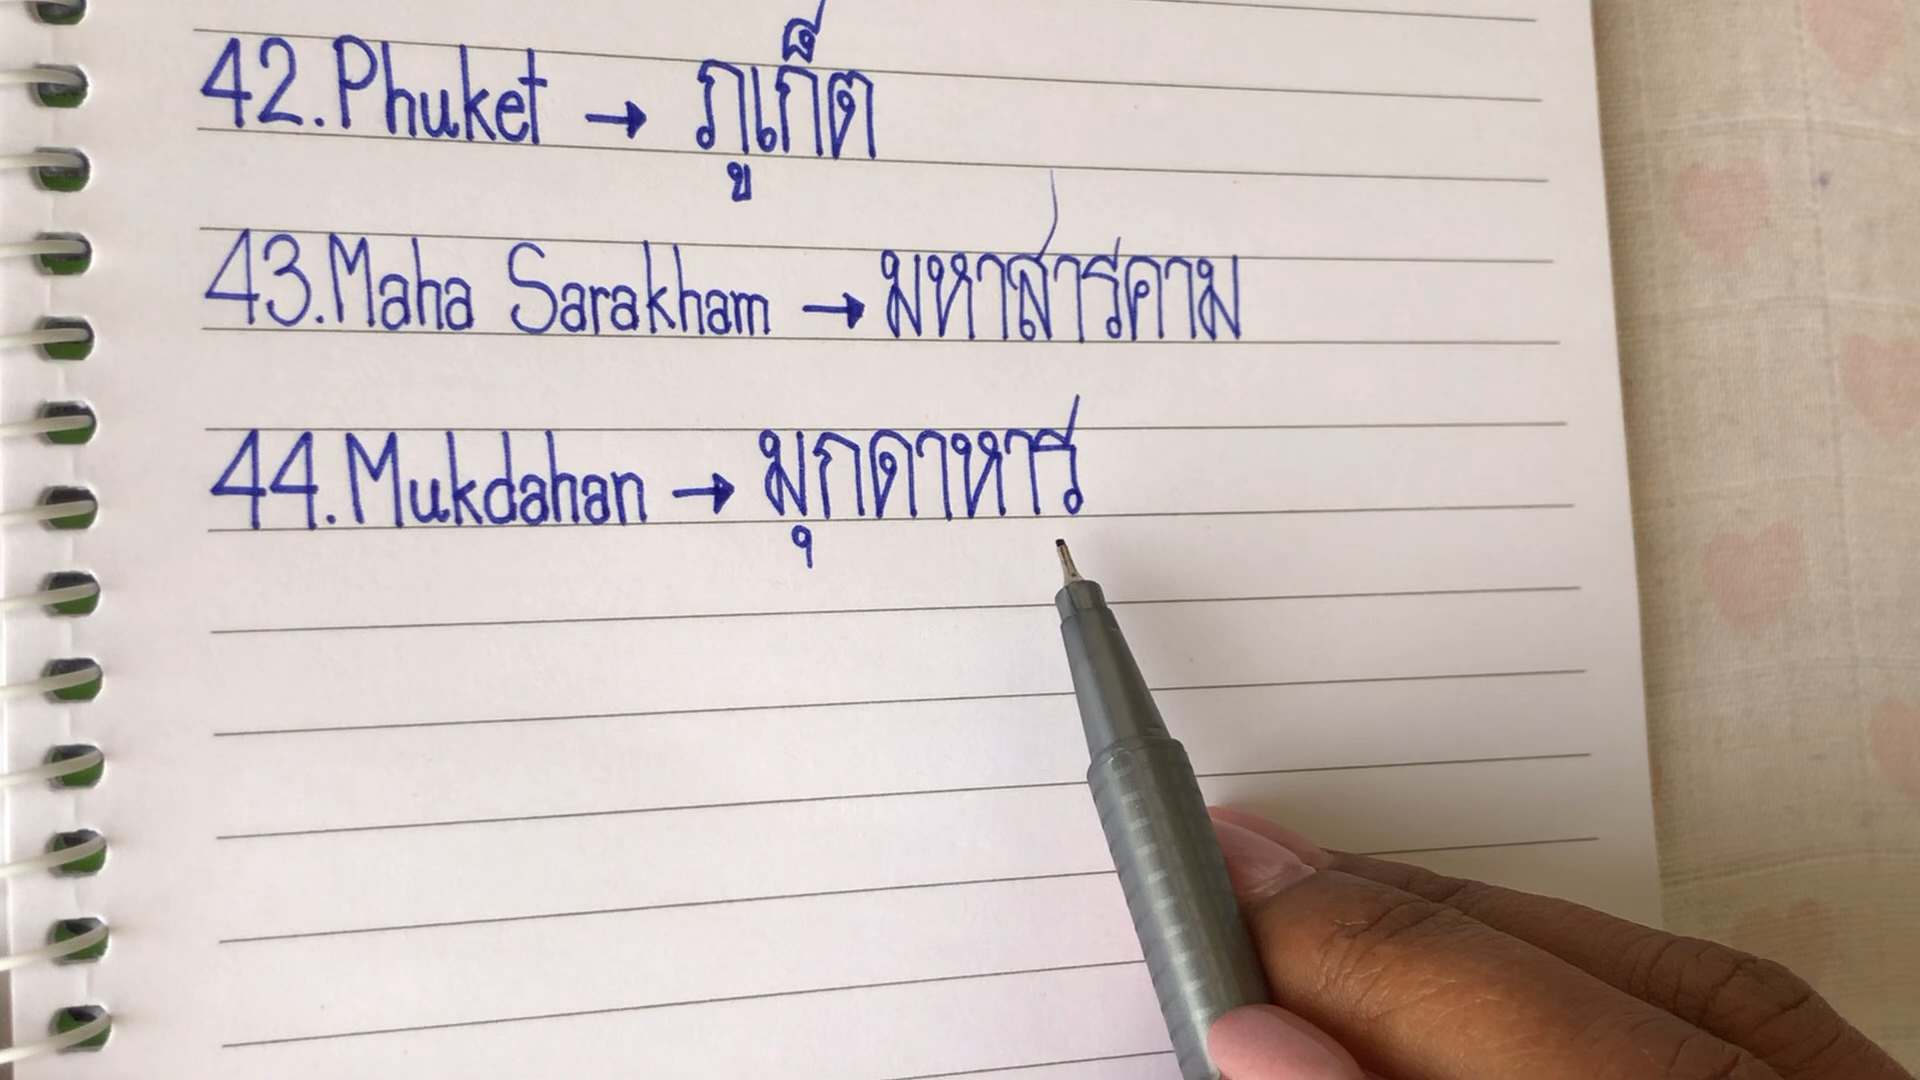 42. Phuket → ภูเก็ต
43. Maha Sarakham → มหาสารคาม
44. Mukdahan → มุกดาหาร